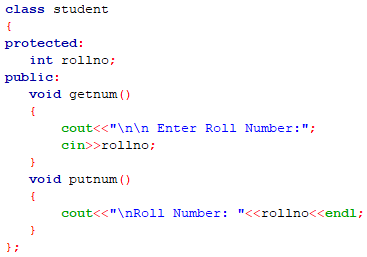 class student
{
protected:
   int rollno;
public:
   void getnum()
   {
       cout<<"\n\n Enter Roll Number:";
       cin>>rollno;
   }
   void putnum()
   {
       cout<<"\nRoll Number: "<<rollno<<endl;
   }
};